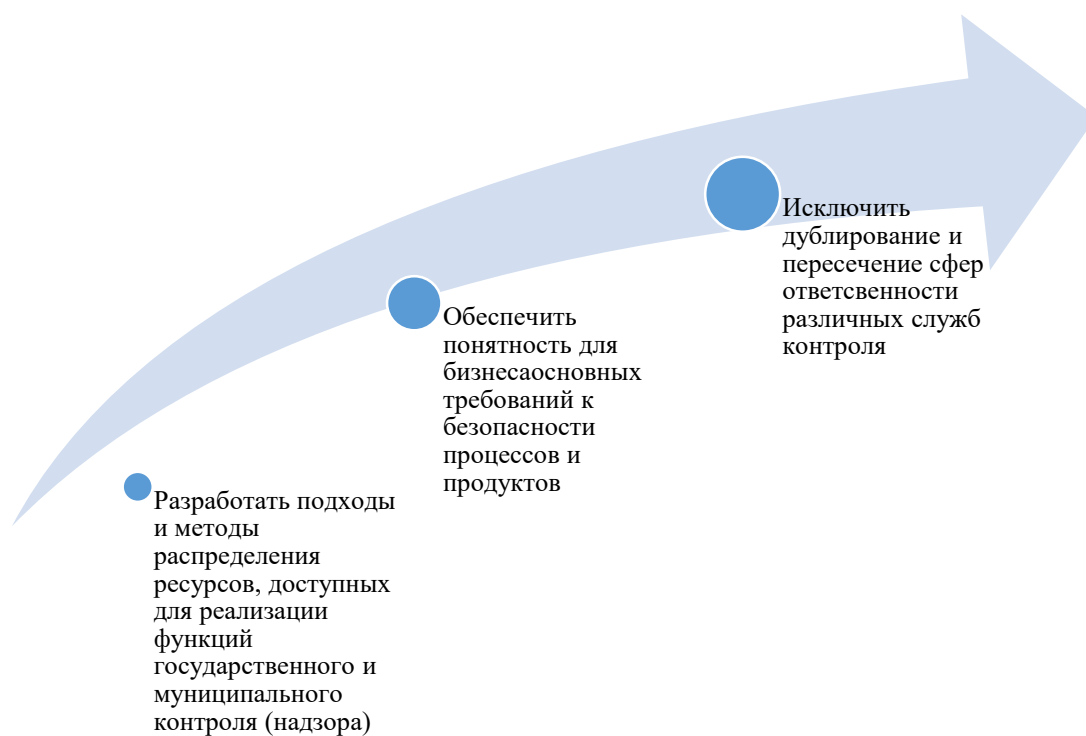 Разработать подходы
и методы
распределения
ресурсов, доступных
для реализации
функций
государственного и
муниципального
контроля (надзора)
Обеспечить
понятность для
бизнесаосновных
требований к
безопасности
процессов и
продуктов
Исключить
дублирование и
пересечение сфер
ответсвенности
различных служб
контроля